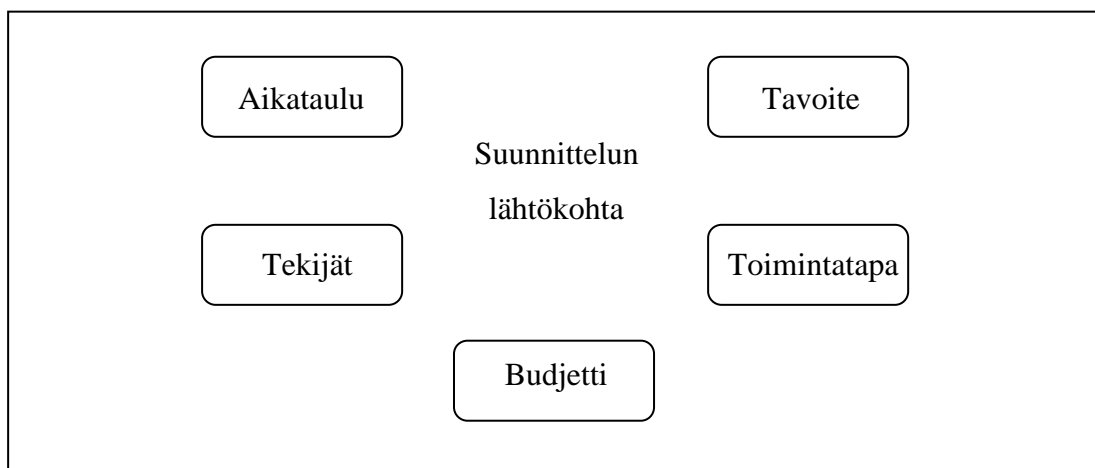 Aikataulu
Tavoite
Suunnittelun
lähtökohta
Tekijät
Toimintatapa
Budjetti